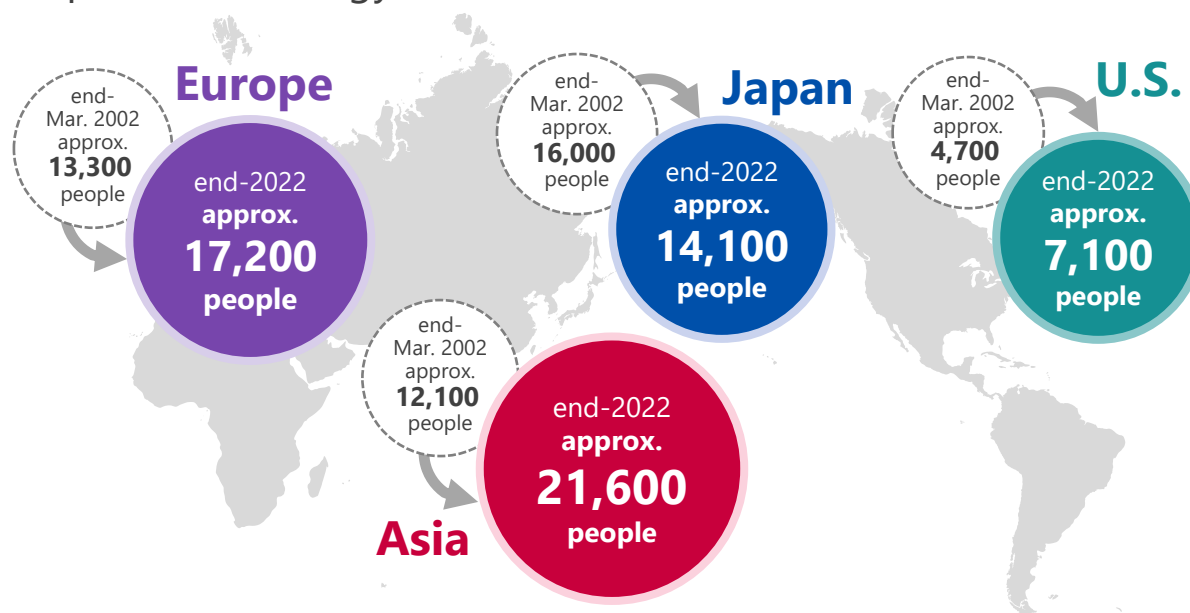 Europe
end-
Mar. 2002
approx.
13,300
people
end-2022
approx.
17,200
people
Japan
end-
Mar. 2002
approx.
16,000
people
end-2022
approx.
14,100
people
U.S.
end-
Mar. 2002
approx.
4,700
people
end-2022
approx.
7,100
people
Asia
end-
Mar. 2002
approx.
12,100
people
end-2022
approx.
21,600
people